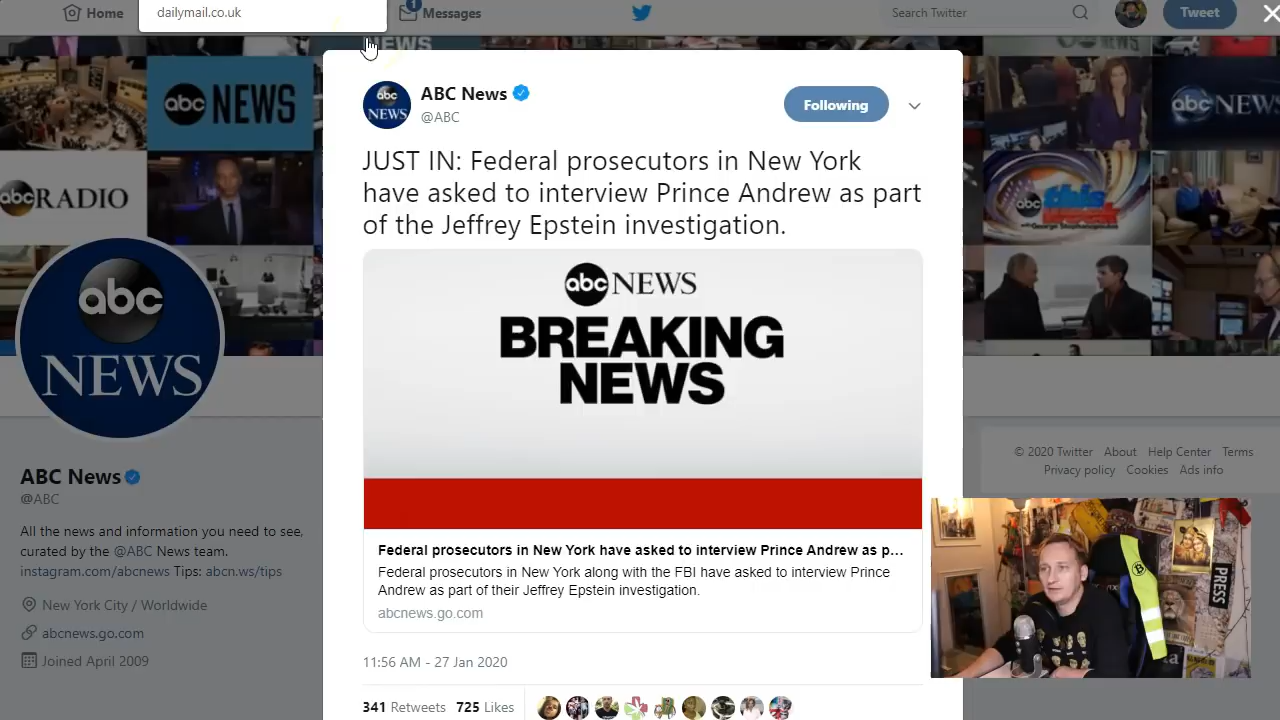 Home
dailymail.co.uk
1
Messages
Search Twitter
Tweet
NEWS
abc NEWS
abc NEWS
abc RADIO
abc
NEWS
ABC News
@ABC
Following
JUST IN: Federal prosecutors in New York
have asked to interview Prince Andrew as part
of the Jeffrey Epstein investigation.
abc NEWS
BREAKING
NEWS
Federal prosecutors in New York have asked to interview Prince Andrew as p...
Federal prosecutors in New York along with the FBI have asked to interview Prince
Andrew as part of their Jeffrey Epstein investigation.
abcnews.go.com
11:56 AM - 27 Jan 2020
341 Retweets 725 Likes
abc
NEWS
ABC News
@ABC
All the news and information you need to see,
curated by the @ABC News team.
instagram.com/abcnews Tips: abcn.ws/tips
New York City / Worldwide
abcnews.go.com
Joined April 2009
© 2020 Twitter About Help Center Terms
Privacy policy Cookies Ads info
PRESS